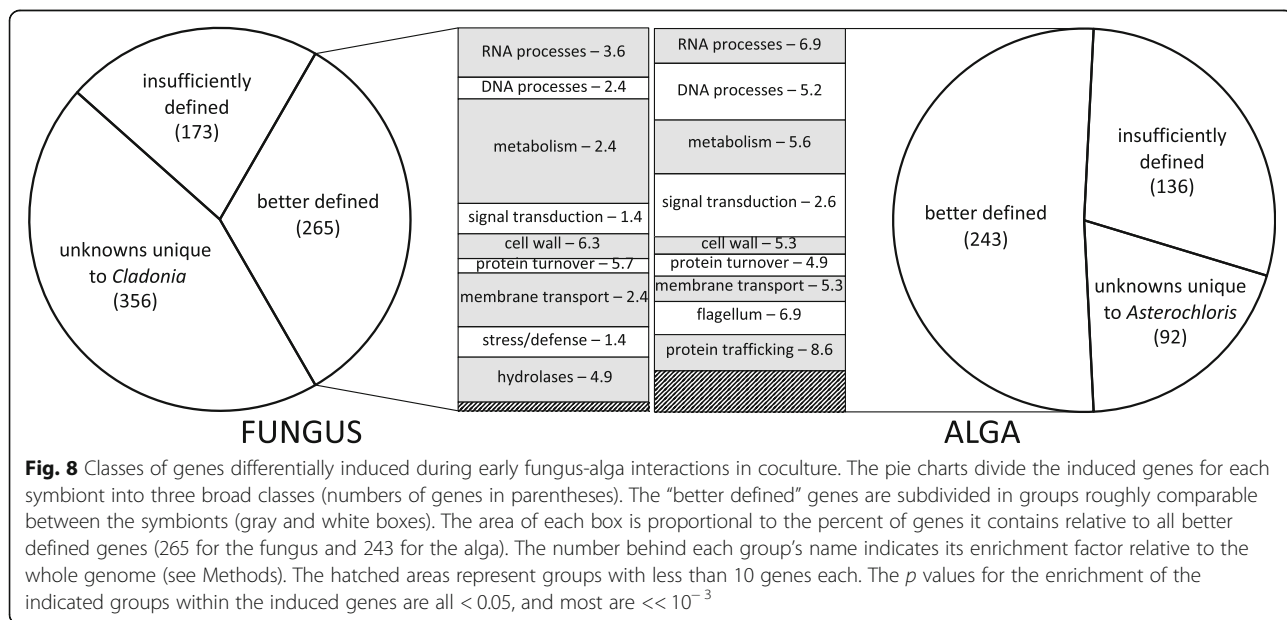 insufficiently
defined
(173)
better defined
(265)
unknowns unique
to Cladonia
(356)
RNA processes – 3.6
DNA processes – 2.4
metabolism – 2.4
signal transduction – 1.4
cell wall – 6.3
protein turnover – 5.7
membrane transport – 2.4
stress/defense – 1.4
hydrolases – 4.9
RNA processes – 6.9
DNA processes – 5.2
metabolism – 5.6
signal transduction – 2.6
cell wall – 5.3
protein turnover – 4.9
membrane transport – 5.3
flagellum – 6.9
protein trafficking – 8.6
better defined
(243)
insufficiently
defined
(136)
unknowns unique
to Asterochloris
(92)
FUNGUS
ALGA
Fig. 8 Classes of genes differentially induced during early fungus-alga interactions in coculture. The pie charts divide the induced genes for each
symbiont into three broad classes (numbers of genes in parentheses). The “better defined” genes are subdivided in groups roughly comparable
between the symbionts (gray and white boxes). The area of each box is proportional to the percent of genes it contains relative to all better
defined genes (265 for the fungus and 243 for the alga). The number behind each group’s name indicates its enrichment factor relative to the
whole genome (see Methods). The hatched areas represent groups with less than 10 genes each. The p values for the enrichment of the
indicated groups within the induced genes are all < 0.05, and most are << 10⁻³